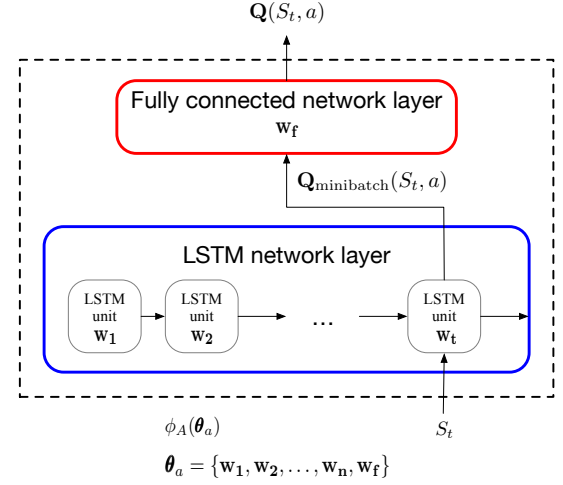 Q(S_t, a)
Fully connected network layer
w_f
Q_minibatch(S_t, a)
LSTM network layer
LSTM unit w_1
LSTM unit w_2
...
LSTM unit w_t
ϕ_A(θ_a)
S_t
θ_a = {w_1, w_2, . . . , w_n, w_f}